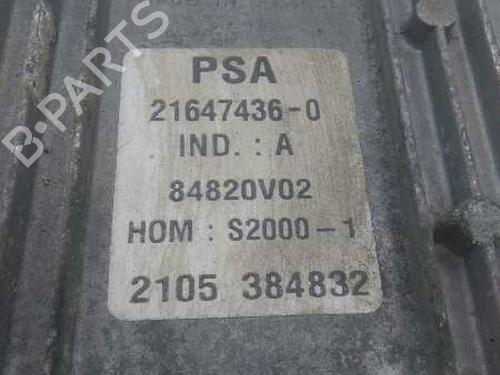 B-PARTS
PSA
21647436-0
IND. : A
84820V02
HOM : S2000-1
2105 384832